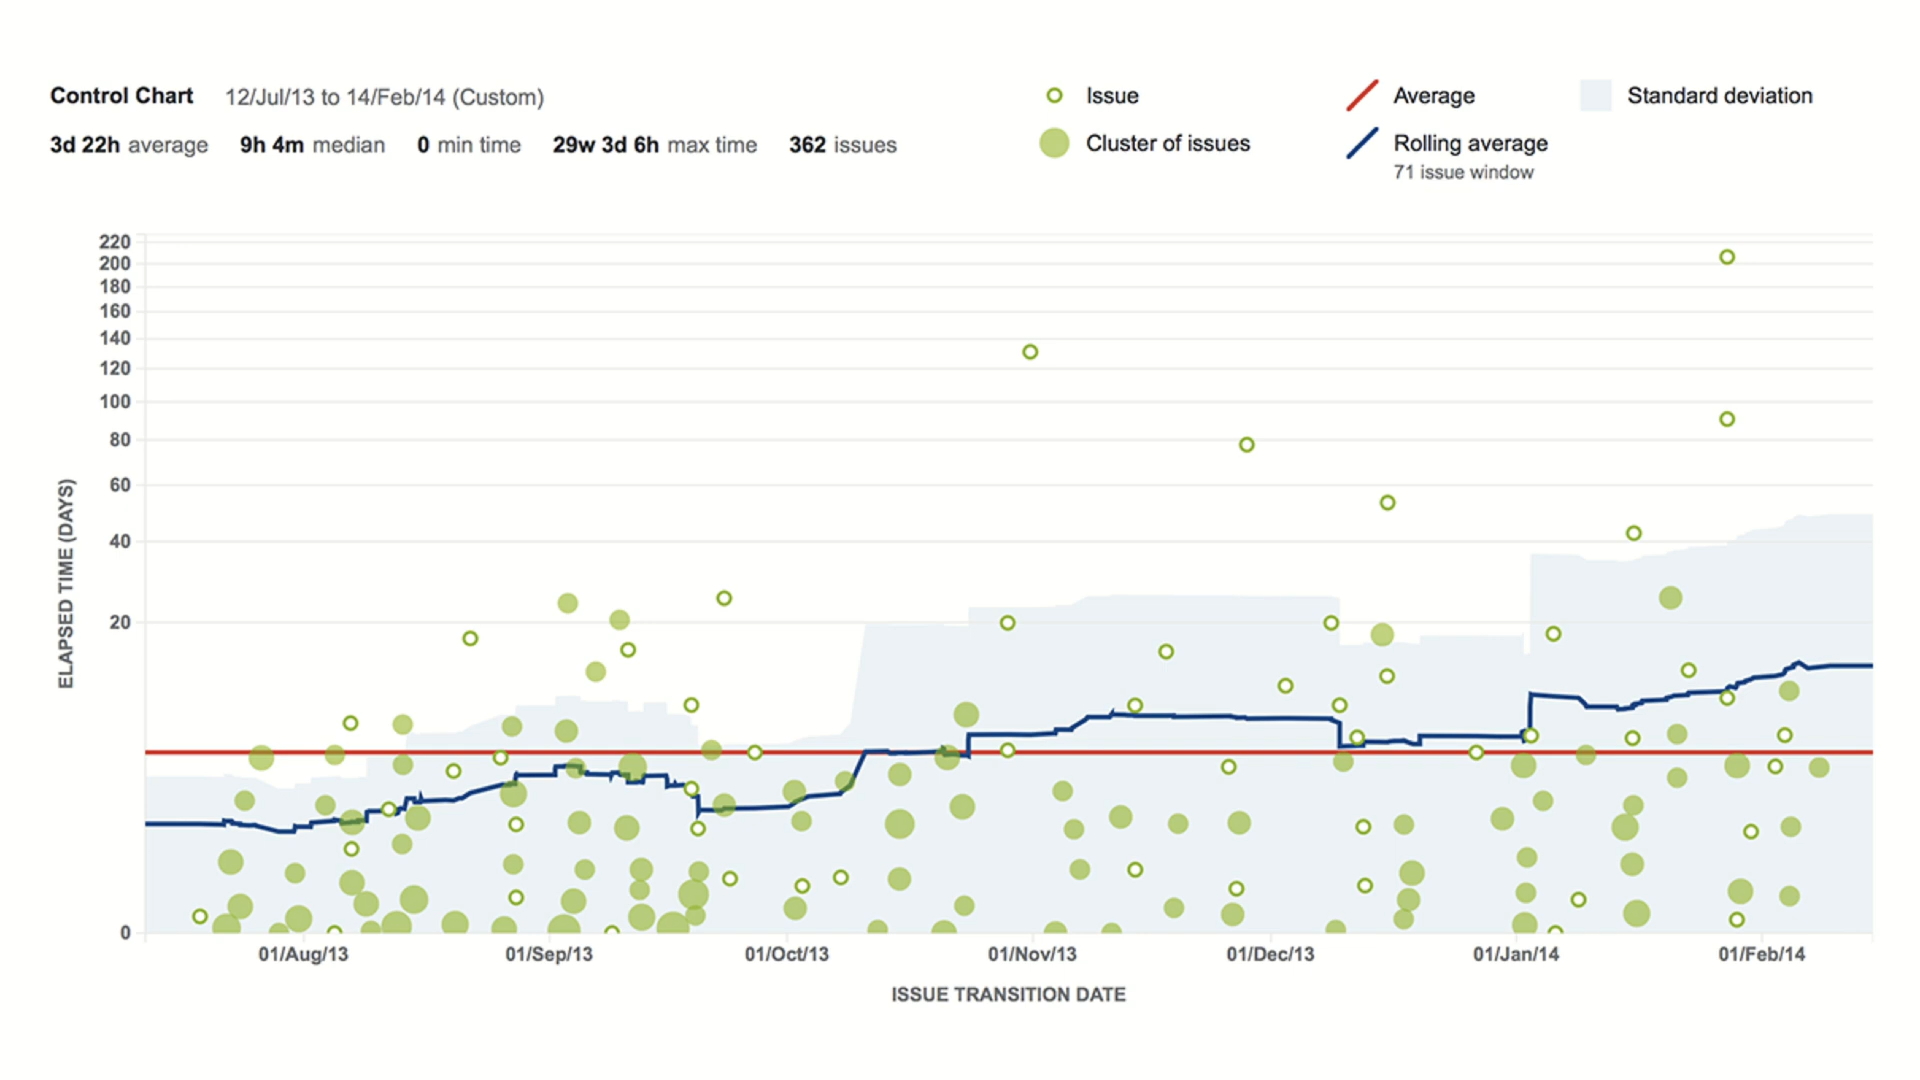 Control Chart 12/Jul/13 to 14/Feb/14 (Custom)
3d 22h average 9h 4m median 0 min time 29w 3d 6h max time 362 issues
Issue
Cluster of issues
Average
Rolling average
71 issue window
Standard deviation
ELAPSED TIME (DAYS)
220
200
180
160
140
120
100
80
60
40
20
0
01/Aug/13 01/Sep/13 01/Oct/13 01/Nov/13 01/Dec/13 01/Jan/14 01/Feb/14
ISSUE TRANSITION DATE